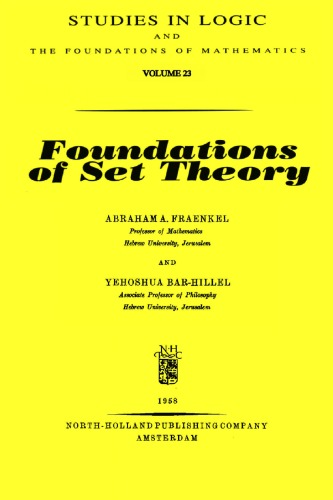 STUDIES IN LOGIC
AND
THE FOUNDATIONS OF MATHEMATICS
VOLUME 23
Foundations
of Set Theory
ABRAHAM A. FRAENKEL
Professor of Mathematics
Hebrew University, Jerusalem
AND
YEHOSHUA BAR-HILLEL
Associate Professor of Philosophy
Hebrew University, Jerusalem
1958
NORTH-HOLLAND PUBLISHING COMPANY
AMSTERDAM